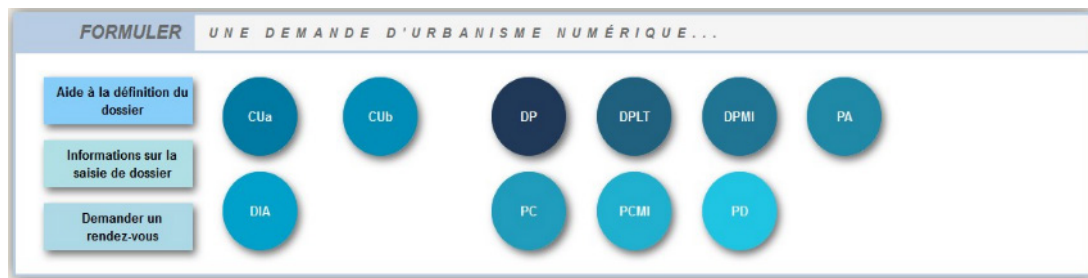 FORMULER UNE DEMANDE D'URBANISME NUMÉRIQUE...
Aide à la définition du
dossier
Informations sur la
saisie de dossier
Demander un
rendez-vous
CUa CUb DP DPLT DPMI PA
DIA PC PCMI PD